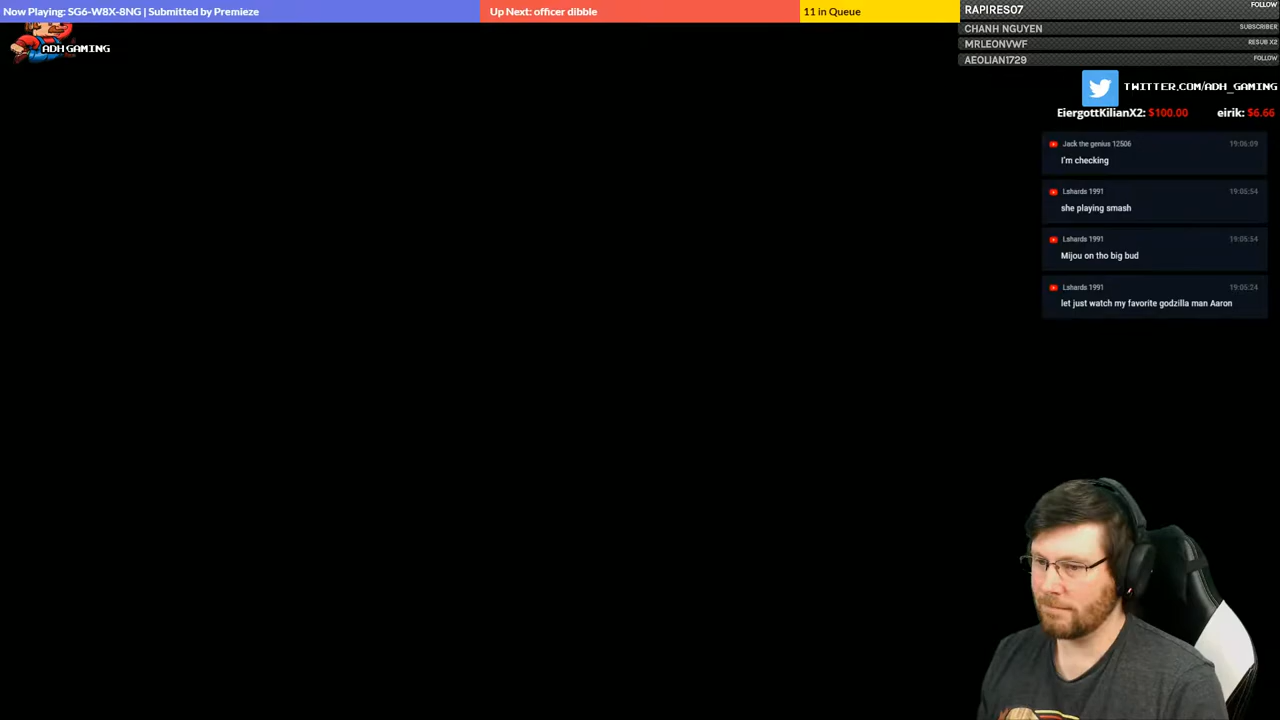 Now Playing: SG6-W8X-8NG | Submitted by Premieze
Up Next: officer dibble
11 in Queue
RAPIRES07 FOLLOW
CHANH NGUYEN SUBSCRIBER
MRLEONVWF RESUB X2
AEOLIAN1729 FOLLOW
ADH GAMING
TWITTER.COM/ADH_GAMING
EiergottKilianX2: $100.00 eirik: $6.66
Jack the genius 12506 19:06:09
I'm checking
Lshards 1991 19:05:54
she playing smash
Lshards 1991 19:05:54
Mijou on tho big bud
Lshards 1991 19:05:24
let just watch my favorite godzilla man Aaron